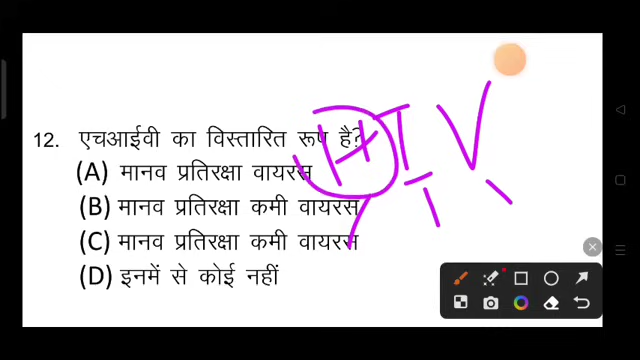 12. एचआईवी का विस्तारित रूप है?
HIV
(A) मानव प्रतिरक्षा वायरस
(B) मानव प्रतिरक्षा कमी वायरस
(C) मानव प्रतिरक्षा कमी वायरस
(D) इनमें से कोई नहीं